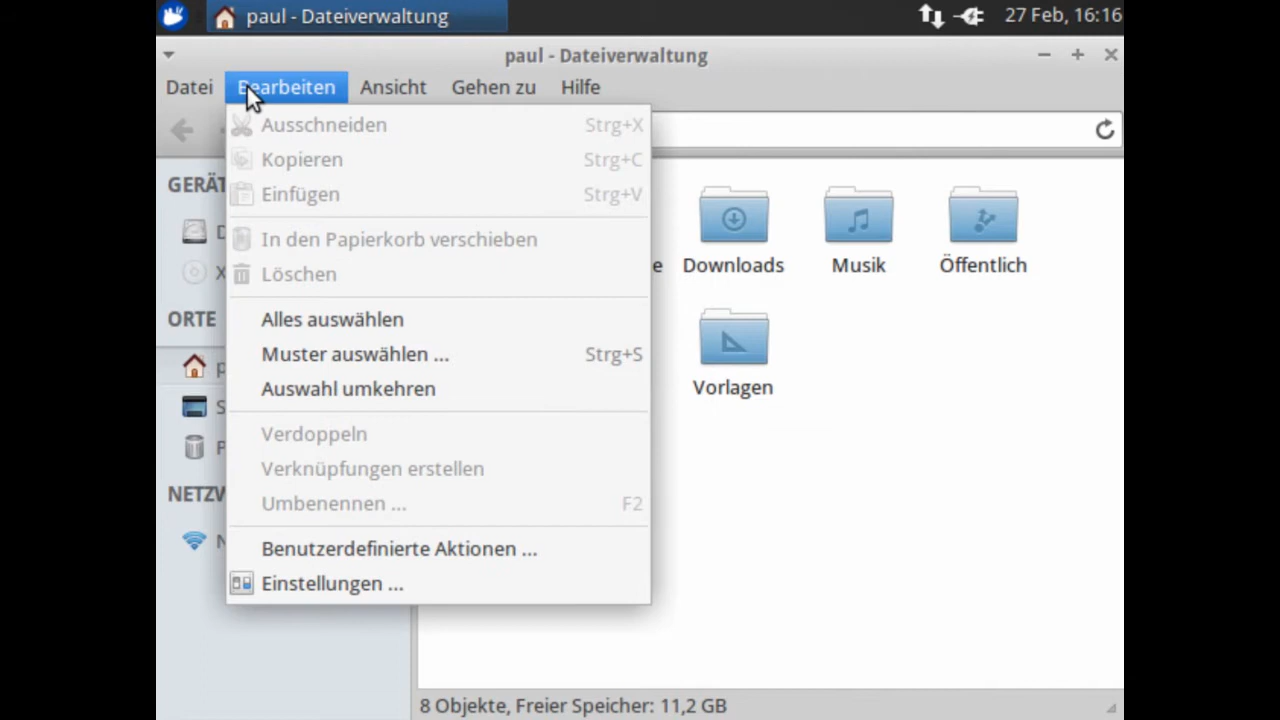 paul - Dateiverwaltung
27 Feb, 16:16
paul - Dateiverwaltung
Datei Bearbeiten Ansicht Gehen zu Hilfe
Ausschneiden Strg+X
Kopieren Strg+C
Einfügen Strg+V
In den Papierkorb verschieben
Löschen
Alles auswählen
Muster auswählen ... Strg+S
Auswahl umkehren
Verdoppeln
Verknüpfungen erstellen
Umbenennen ... F2
Benutzerdefinierte Aktionen ...
Einstellungen ...
ORTE
Downloads
Musik
Öffentlich
Vorlagen
8 Objekte, Freier Speicher: 11,2 GB